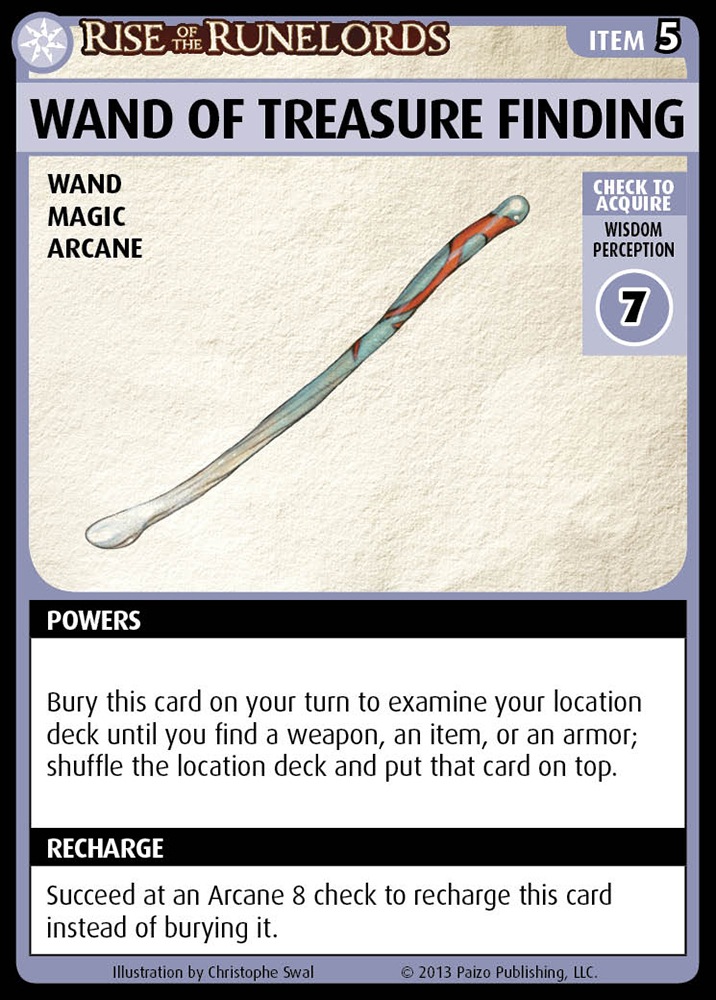 RISE OF THE RUNELORDS
ITEM 5
WAND OF TREASURE FINDING
WAND
MAGIC
ARCANE
CHECK TO
ACQUIRE
WISDOM
PERCEPTION
7
POWERS
Bury this card on your turn to examine your location
deck until you find a weapon, an item, or an armor;
shuffle the location deck and put that card on top.
RECHARGE
Succeed at an Arcane 8 check to recharge this card
instead of burying it.
Illustration by Christophe Swal
© 2013 Paizo Publishing, LLC.